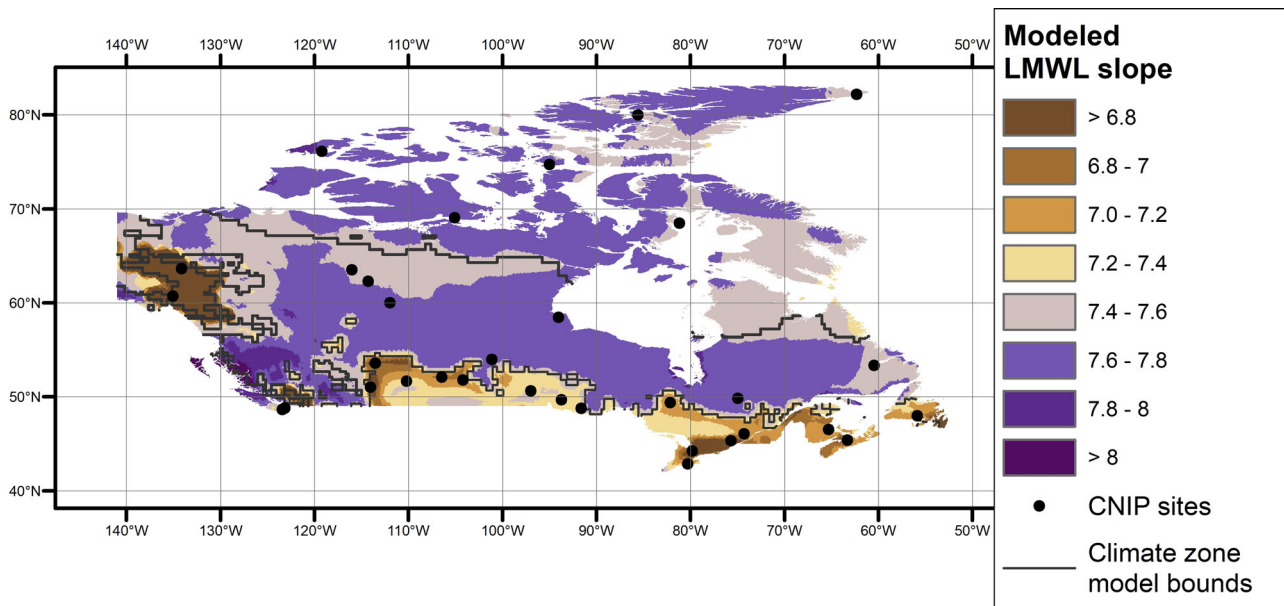 140°W 130°W 120°W 110°W 100°W 90°W 80°W 70°W 60°W 50°W
80°N
70°N
60°N
50°N
40°N
140°W 130°W 120°W 110°W 100°W 90°W 80°W 70°W 60°W 50°W
Modeled
LMWL slope
> 6.8
6.8 - 7
7.0 - 7.2
7.2 - 7.4
7.4 - 7.6
7.6 - 7.8
7.8 - 8
> 8
CNIP sites
Climate zone
model bounds